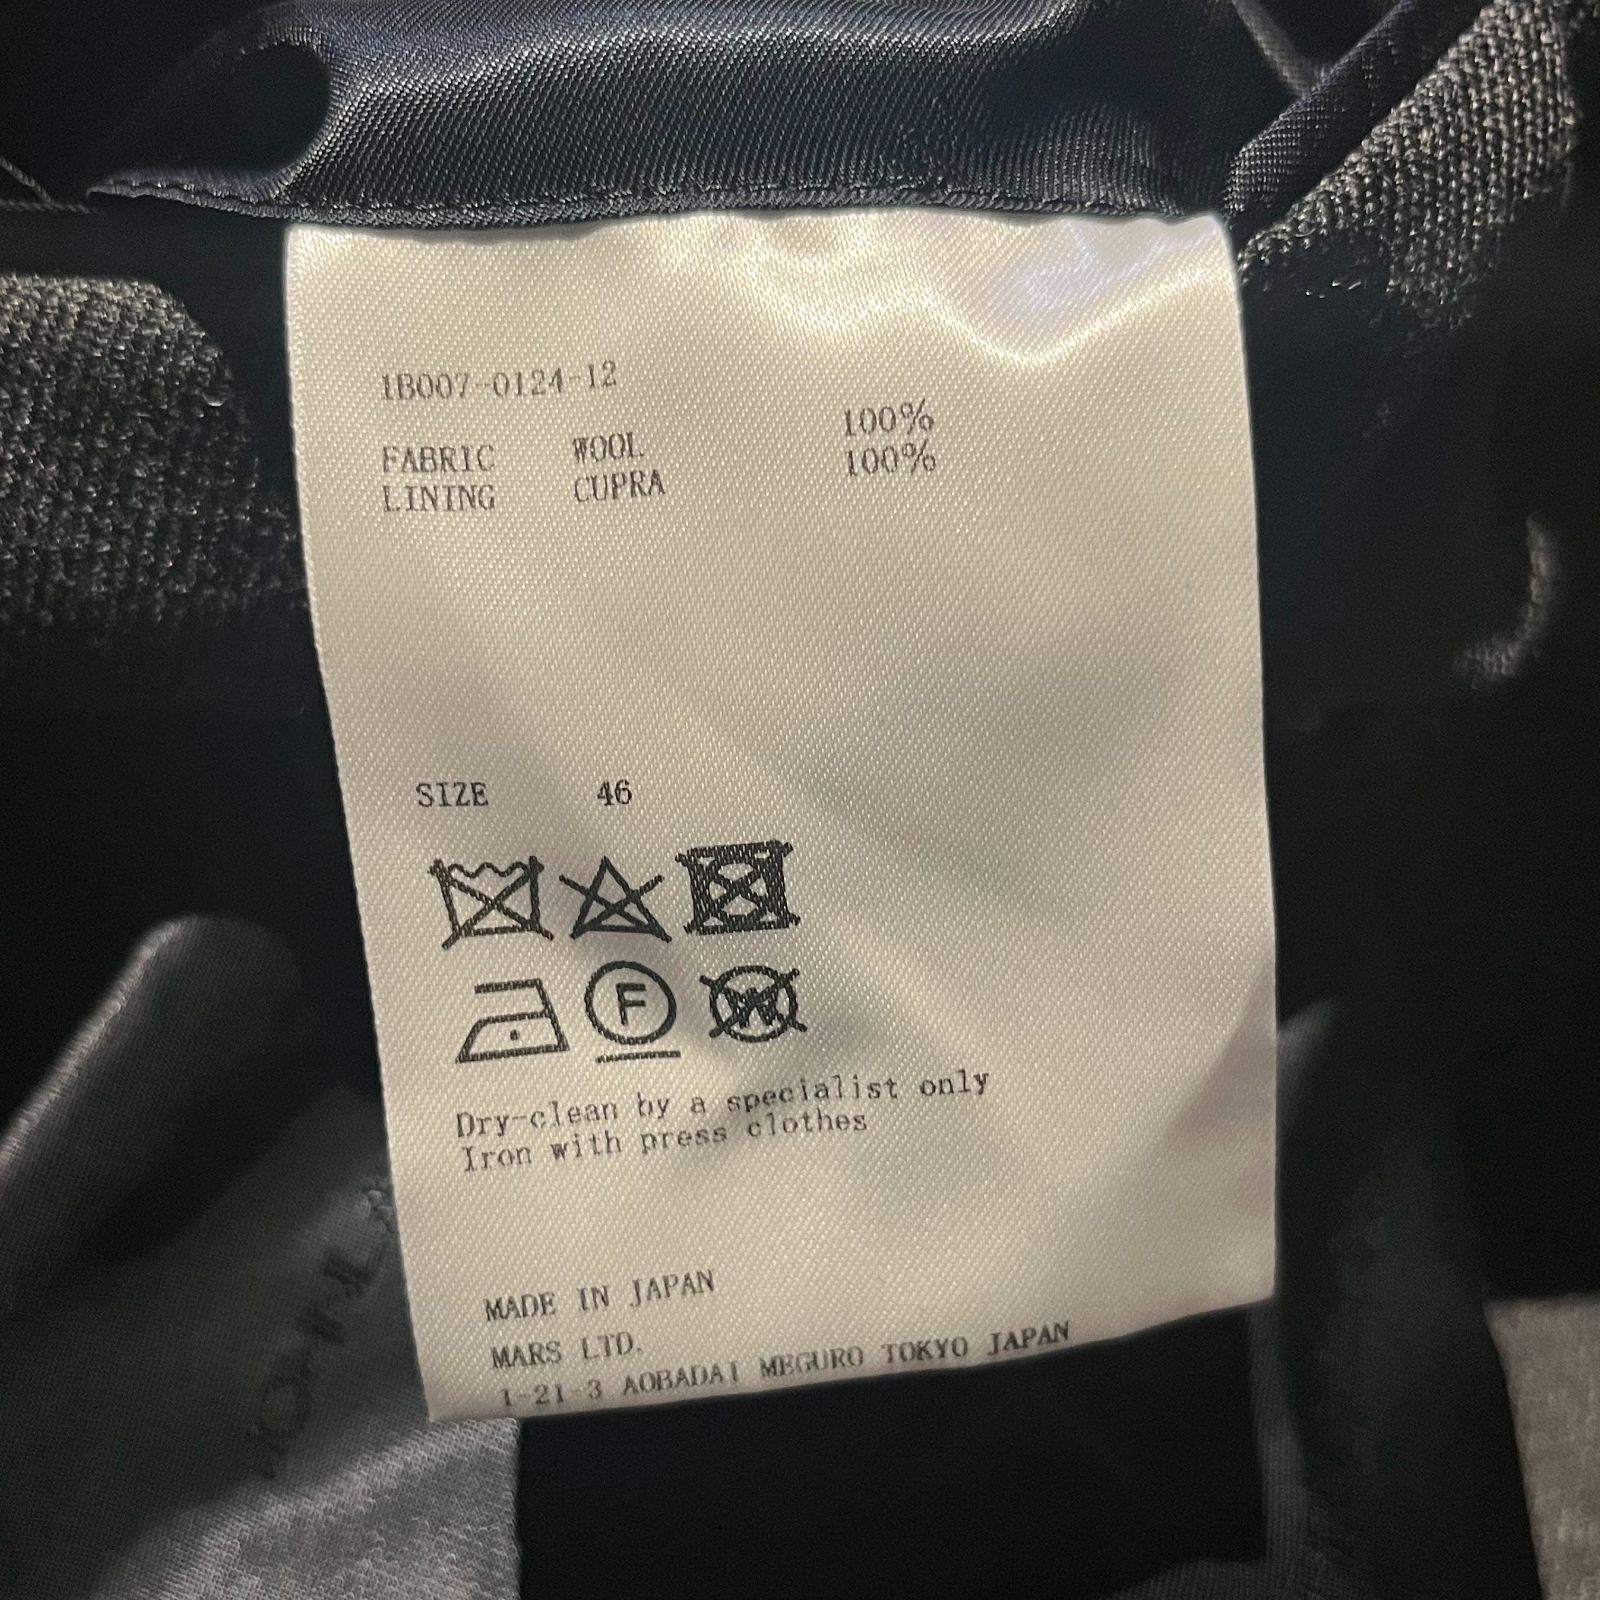 1B007-0124-12
FABRIC WOOL 100%
LINING CUPRA 100%
SIZE 46
F
W
Dry-clean by a specialist only
Iron with press clothes
MADE IN JAPAN
MARS LTD.
1-21-3 AOBADAI MEGURO TOKYO JAPAN